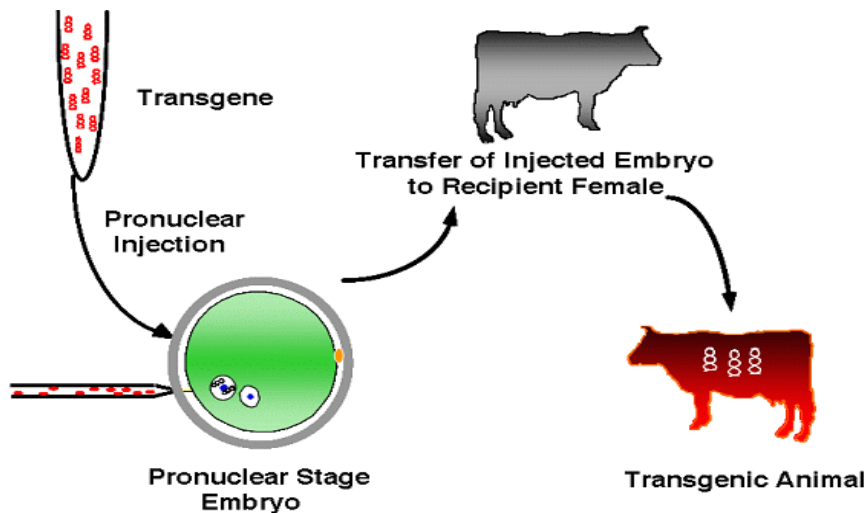 Transgene
Pronuclear
Injection
Transfer of Injected Embryo
to Recipient Female
Pronuclear Stage
Embryo
Transgenic Animal